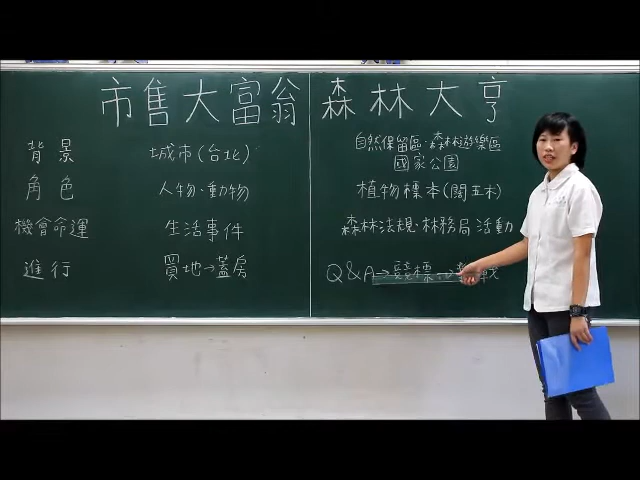 市售大富翁 森林大亨
背景 城市(台北) 自然保留區·森林遊樂區
國家公園
角色 人物·動物 植物標本(闊五木)
機會命運 生活事件 森林法規·林務局活動
進行 買地→蓋房 Q&A→競標→戰